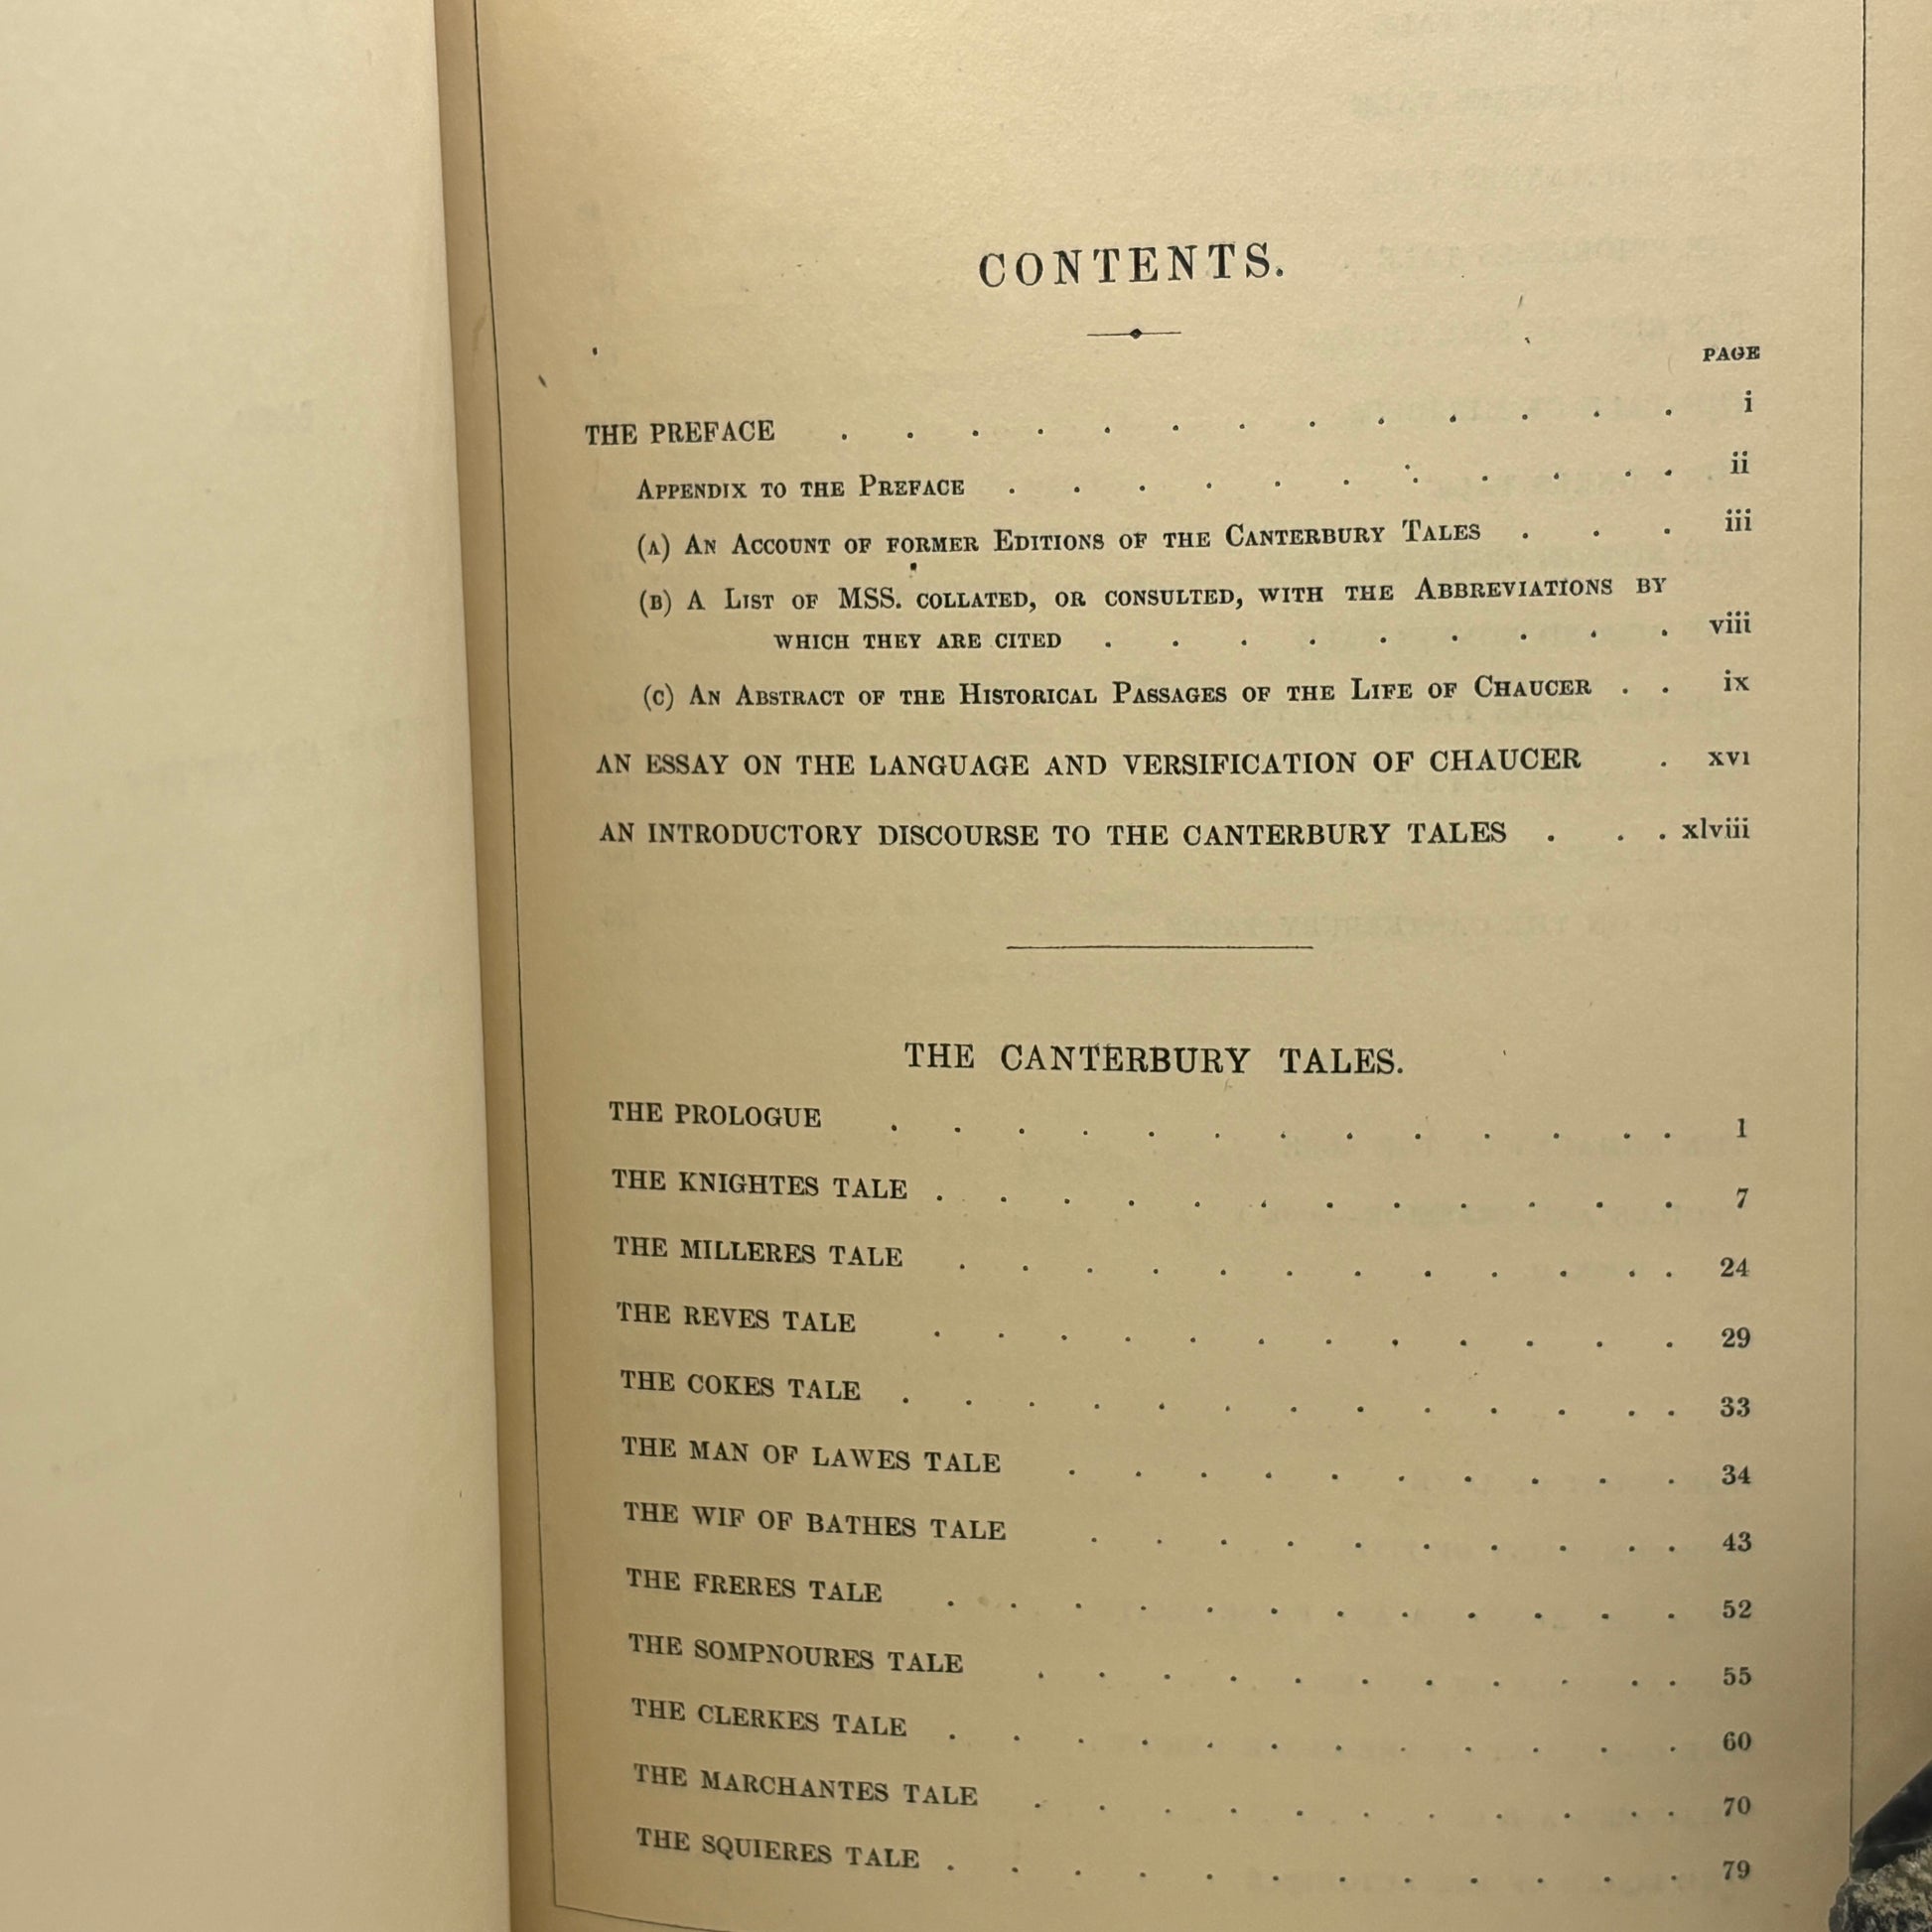 CONTENTS.
PAGE
THE PREFACE . . . . . . . . . . . . . i
APPENDIX TO THE PREFACE . . . . . . . . . . . ii
(A) AN ACCOUNT OF FORMER EDITIONS OF THE CANTERBURY TALES . . . iii
(B) A LIST OF MSS. COLLATED, OR CONSULTED, WITH THE ABBREVIATIONS BY
WHICH THEY ARE CITED . . . . . . . . . viii
(C) AN ABSTRACT OF THE HISTORICAL PASSAGES OF THE LIFE OF CHAUCER . . ix
AN ESSAY ON THE LANGUAGE AND VERSIFICATION OF CHAUCER . xvi
AN INTRODUCTORY DISCOURSE TO THE CANTERBURY TALES . . . xlviii
THE CANTERBURY TALES.
THE PROLOGUE . . . . . . . . . . . . . 1
THE KNIGHTES TALE . . . . . . . . . . . . 7
THE MILLERES TALE . . . . . . . . . . . . 24
THE REVES TALE . . . . . . . . . . . . 29
THE COKES TALE . . . . . . . . . . . . . 33
THE MAN OF LAWES TALE . . . . . . . . . . 34
THE WIF OF BATHES TALE . . . . . . . . . . 43
THE FRERES TALE . . . . . . . . . . . . 52
THE SOMPNOURES TALE . . . . . . . . . . . 55
THE CLERKES TALE . . . . . . . . . . . . 60
THE MARCHANTES TALE . . . . . . . . . . . 70
THE SQUIERES TALE . . . . . . . . . . . . 79